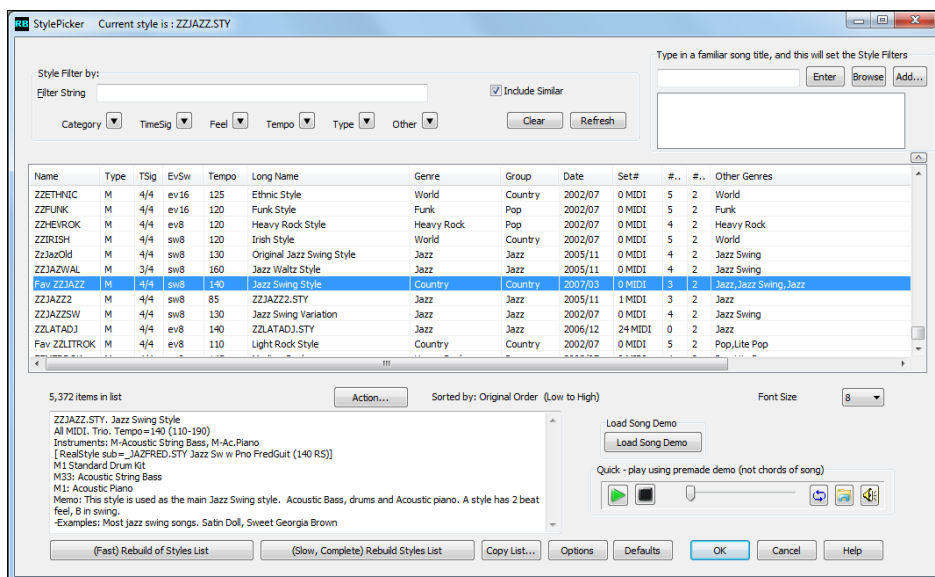 RB StylePicker Current style is : ZZJAZZ.STY
Type in a familiar song title, and this will set the Style Filters
Enter Browse Add...
Style Filter by:
Filter String
Include Similar
Category TimeSig Feel Tempo Type Other Clear Refresh
Name Type TSig EvSw Tempo Long Name Genre Group Date Set# #.. #.. Other Genres
ZZETHNIC M 4/4 ev16 125 Ethnic Style World Country 2002/07 0 MIDI 5 2 World
ZZFUNK M 4/4 ev16 120 Funk Style Funk Pop 2002/07 0 MIDI 5 2 Funk
ZZHEVROK M 4/4 ev8 120 Heavy Rock Style Heavy Rock Pop 2002/07 0 MIDI 4 2 Heavy Rock
ZZIRISH M 4/4 sw8 120 Irish Style World Country 2002/07 0 MIDI 5 2 World
ZzJazOld M 4/4 sw8 130 Original Jazz Swing Style Jazz Jazz 2005/11 0 MIDI 4 2 Jazz Swing
ZZJAZWAL M 3/4 sw8 160 Jazz Waltz Style Jazz Jazz 2005/11 0 MIDI 4 2 Jazz Swing
Fav ZZJAZZ M 4/4 sw8 140 Jazz Swing Style Country Country 2007/03 0 MIDI 3 2 Jazz,Jazz Swing,Jazz
ZZJAZZ2 M 4/4 sw8 85 ZZJAZZ2.STY Jazz Jazz 2005/11 1 MIDI 3 2 Jazz
ZZJAZZSW M 4/4 sw8 130 Jazz Swing Variation Jazz Jazz 2002/07 0 MIDI 4 2 Jazz Swing
ZZLATADJ M 4/4 ev8 140 ZZLATADJ.STY Jazz Jazz 2006/12 24 MIDI 0 2 Jazz
Fav ZZLITROK M 4/4 ev8 110 Light Rock Style Country Country 2002/07 0 MIDI 5 2 Pop,Lite Pop
5,372 items in list Action... Sorted by: Original Order (Low to High) Font Size 8
ZZJAZZ.STY. Jazz Swing Style
All MIDI. Trio. Tempo=140 (110-190)
Instruments: M-Acoustic String Bass, M-Ac.Piano
[ RealStyle sub=_JAZFRED.STY Jazz Sw w Pno FredGuit (140 RS)]
M1 Standard Drum Kit
M33: Acoustic String Bass
M1: Acoustic Piano
Memo: This style is used as the main Jazz Swing style. Acoustic Bass, drums and Acoustic piano. A style has 2 beat
feel, B in swing.
-Examples: Most jazz swing songs. Satin Doll, Sweet Georgia Brown
Load Song Demo
Load Song Demo
Quick - play using premade demo (not chords of song)
(Fast) Rebuild of Styles List (Slow, Complete) Rebuild Styles List Copy List... Options Defaults OK Cancel Help